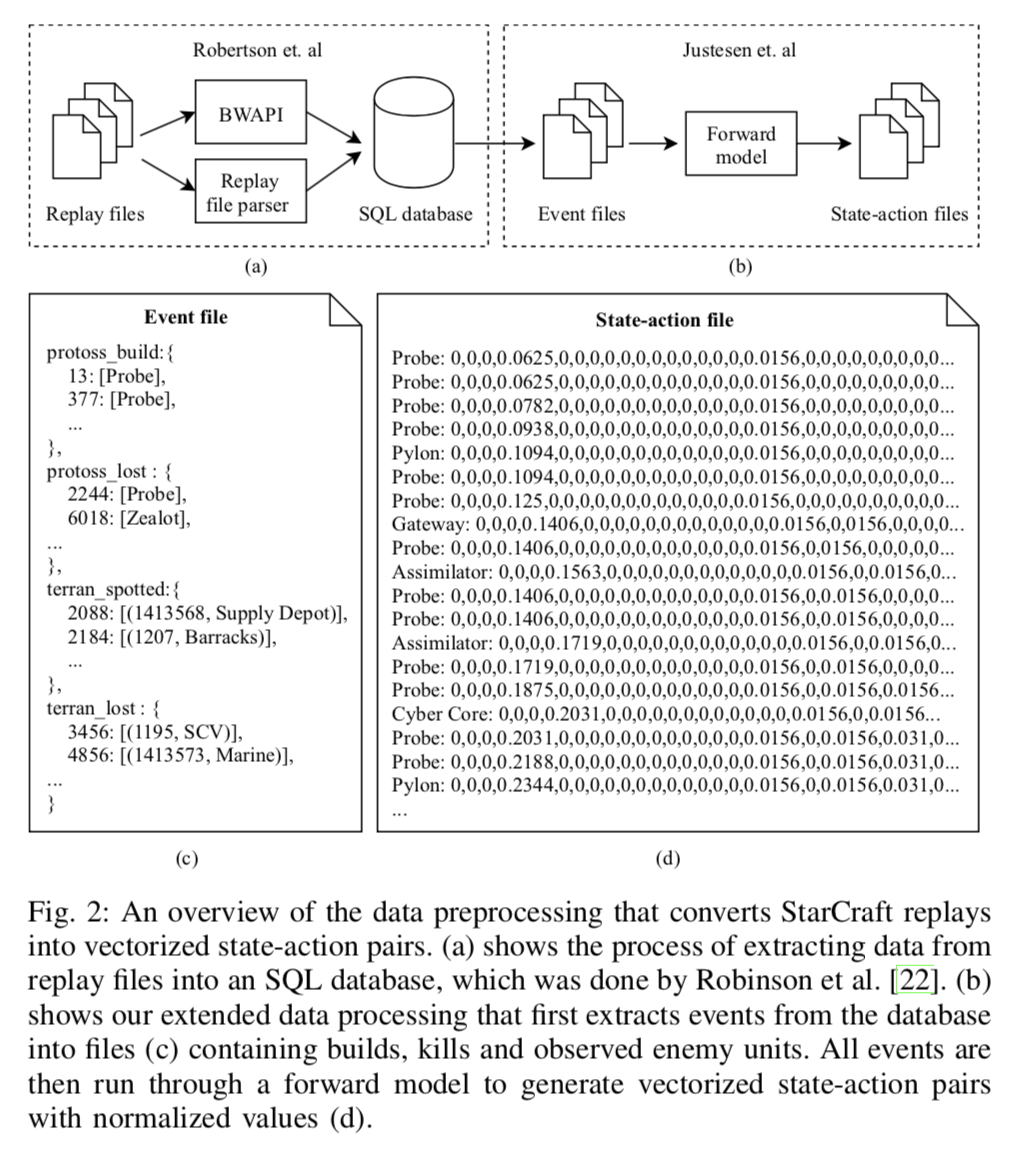 Robertson et. al
Justesen et. al
BWAPI
Replay
file parser
Forward
model
Replay files
SQL database
Event files
State-action files
(a)
(b)
Event file
protoss_build:{
13: [Probe],
377: [Probe],
...
},
protoss_lost : {
2244: [Probe],
6018: [Zealot],
...
},
terran_spotted:{
2088: [(1413568, Supply Depot)],
2184: [(1207, Barracks)],
...
},
terran_lost : {
3456: [(1195, SCV)],
4856: [(1413573, Marine)],
...
}
(c)
State-action file
Probe: 0,0,0,0.0625,0,0,0,0,0,0,0,0,0,0,0,0,0.0156,0,0,0,0,0,0,0,0,0...
Probe: 0,0,0,0.0625,0,0,0,0,0,0,0,0,0,0,0,0,0.0156,0,0,0,0,0,0,0,0,0...
Probe: 0,0,0,0.0782,0,0,0,0,0,0,0,0,0,0,0,0,0.0156,0,0,0,0,0,0,0,0,0...
Probe: 0,0,0,0.0938,0,0,0,0,0,0,0,0,0,0,0,0,0.0156,0,0,0,0,0,0,0,0,0...
Pylon: 0,0,0,0.1094,0,0,0,0,0,0,0,0,0,0,0,0,0.0156,0,0,0,0,0,0,0,0,0...
Probe: 0,0,0,0.1094,0,0,0,0,0,0,0,0,0,0,0,0,0.0156,0,0,0,0,0,0,0,0,0...
Probe: 0,0,0,0.125,0,0,0,0,0,0,0,0,0,0,0,0,0.0156,0,0,0,0,0,0,0,0,0...
Gateway: 0,0,0,0.1406,0,0,0,0,0,0,0,0,0,0,0,0,0.0156,0,0156,0,0,0,0...
Probe: 0,0,0,0.1406,0,0,0,0,0,0,0,0,0,0,0,0,0.0156,0,0156,0,0,0,0,0...
Assimilator: 0,0,0,0.1563,0,0,0,0,0,0,0,0,0,0,0,0,0.0156,0,0.0156,0...
Probe: 0,0,0,0.1406,0,0,0,0,0,0,0,0,0,0,0,0,0.0156,0,0.0156,0,0,0,0...
Probe: 0,0,0,0.1406,0,0,0,0,0,0,0,0,0,0,0,0,0.0156,0,0.0156,0,0,0,0...
Assimilator: 0,0,0,0.1719,0,0,0,0,0,0,0,0,0,0,0,0,0.0156,0,0.0156,0...
Probe: 0,0,0,0.1719,0,0,0,0,0,0,0,0,0,0,0,0,0.0156,0,0.0156,0,0,0,0...
Probe: 0,0,0,0.1875,0,0,0,0,0,0,0,0,0,0,0,0,0.0156,0,0.0156,0.0156...
Cyber Core: 0,0,0,0.2031,0,0,0,0,0,0,0,0,0,0,0,0,0.0156,0,0.0156...
Probe: 0,0,0,0.2031,0,0,0,0,0,0,0,0,0,0,0,0,0.0156,0,0.0156,0.031,0...
Probe: 0,0,0,0.2188,0,0,0,0,0,0,0,0,0,0,0,0,0.0156,0,0.0156,0.031,0...
Pylon: 0,0,0,0.2344,0,0,0,0,0,0,0,0,0,0,0,0,0.0156,0,0.0156,0.031,0...
...
(d)
Fig. 2: An overview of the data preprocessing that converts StarCraft replays
into vectorized state-action pairs. (a) shows the process of extracting data from
replay files into an SQL database, which was done by Robinson et al. [22]. (b)
shows our extended data processing that first extracts events from the database
into files (c) containing builds, kills and observed enemy units. All events are
then run through a forward model to generate vectorized state-action pairs
with normalized values (d).